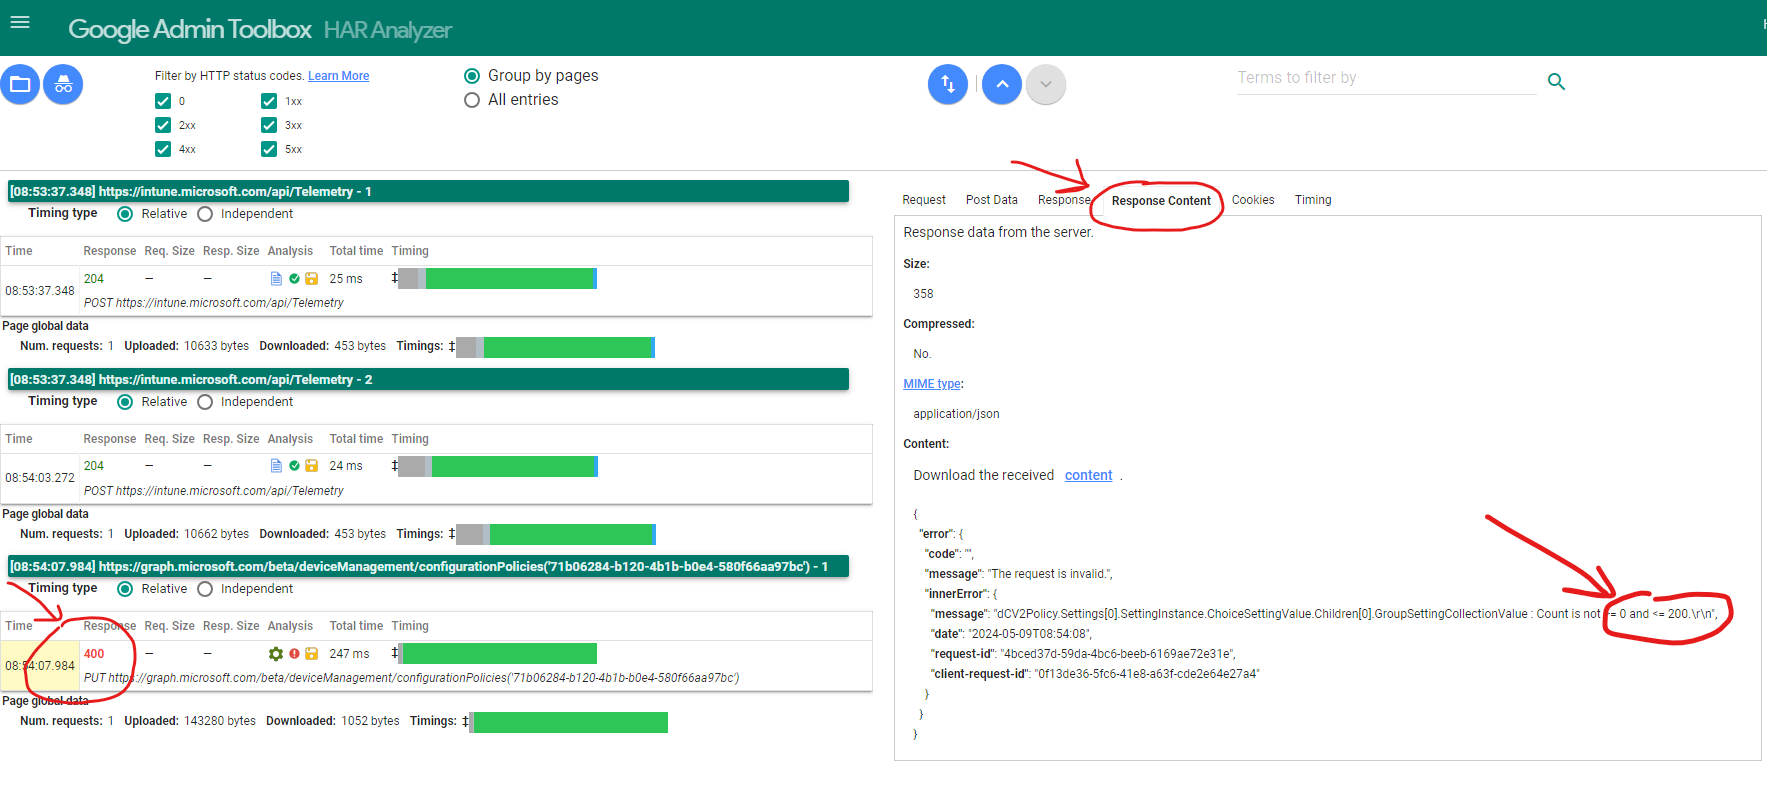 Google Admin Toolbox HAR Analyzer
Filter by HTTP status codes. Learn More
0 1xx
2xx 3xx
4xx 5xx
Group by pages
All entries
Terms to filter by
[08:53:37.348] https://intune.microsoft.com/api/Telemetry - 1
Timing type Relative Independent
Time Response Req. Size Resp. Size Analysis Total time Timing
08:53:37.348 204 – – 25 ms ‡
POST https://intune.microsoft.com/api/Telemetry
Page global data
Num. requests: 1 Uploaded: 10633 bytes Downloaded: 453 bytes Timings: ‡
[08:53:37.348] https://intune.microsoft.com/api/Telemetry - 2
Timing type Relative Independent
Time Response Req. Size Resp. Size Analysis Total time Timing
08:54:03.272 204 – – 24 ms ‡
POST https://intune.microsoft.com/api/Telemetry
Page global data
Num. requests: 1 Uploaded: 10662 bytes Downloaded: 453 bytes Timings: ‡
[08:54:07.984] https://graph.microsoft.com/beta/deviceManagement/configurationPolicies('71b06284-b120-4b1b-b0e4-580f66aa97bc') - 1
Timing type Relative Independent
Time Response Req. Size Resp. Size Analysis Total time Timing
08:54:07.984 400 – – 247 ms ‡
PUT https://graph.microsoft.com/beta/deviceManagement/configurationPolicies('71b06284-b120-4b1b-b0e4-580f66aa97bc')
Page global data
Num. requests: 1 Uploaded: 143280 bytes Downloaded: 1052 bytes Timings: ‡
Request Post Data Response Response Content Cookies Timing
Response data from the server.
Size:
358
Compressed:
No.
MIME type:
application/json
Content:
Download the received content .
{
"error": {
"code": "",
"message": "The request is invalid.",
"innerError": {
"message": "dCV2Policy.Settings[0].SettingInstance.ChoiceSettingValue.Children[0].GroupSettingCollectionValue : Count is not >= 0 and <= 200.\r\n",
"date": "2024-05-09T08:54:08",
"request-id": "4bced37d-59da-4bc6-beeb-6169ae72e31e",
"client-request-id": "0f13de36-5fc6-41e8-a63f-cde2e64e27a4"
}
}
}